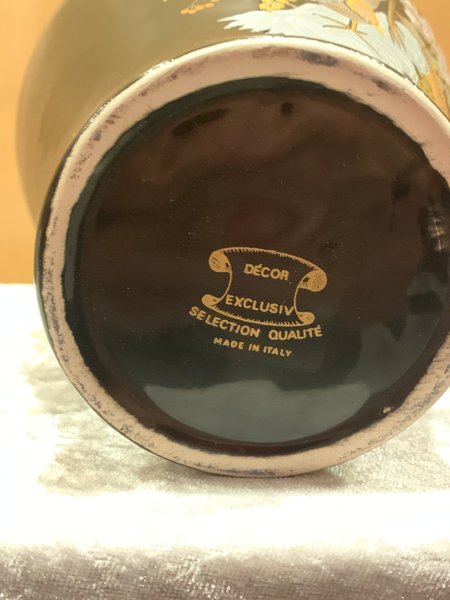 DÉCOR
EXCLUSIV
SELECTION QUALITÉ
MADE IN ITALY